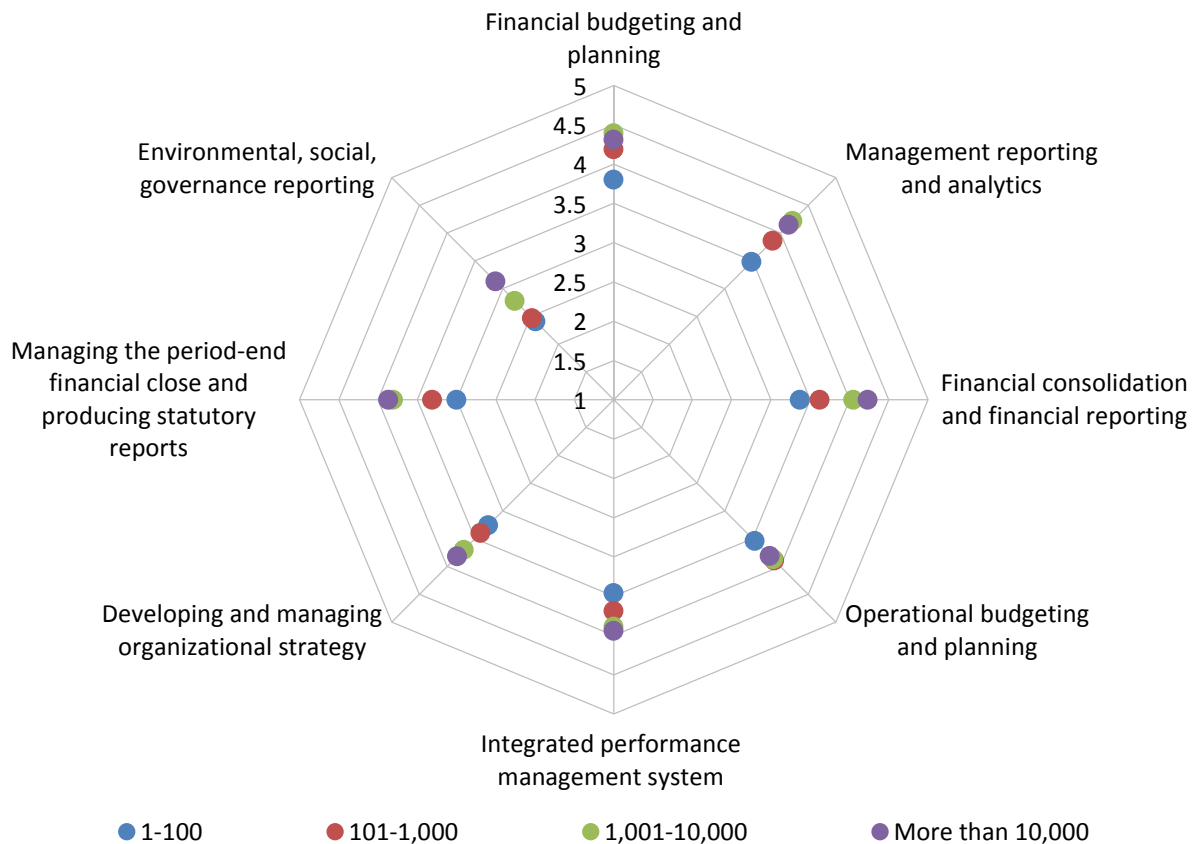 Financial budgeting and
planning
5
4.5
4
3.5
3
2.5
2
1.5
1
Management reporting
and analytics
Financial consolidation
and financial reporting
Operational budgeting
and planning
Integrated performance
management system
Developing and managing
organizational strategy
Managing the period-end
financial close and
producing statutory
reports
Environmental, social,
governance reporting
1-100
101-1,000
1,001-10,000
More than 10,000